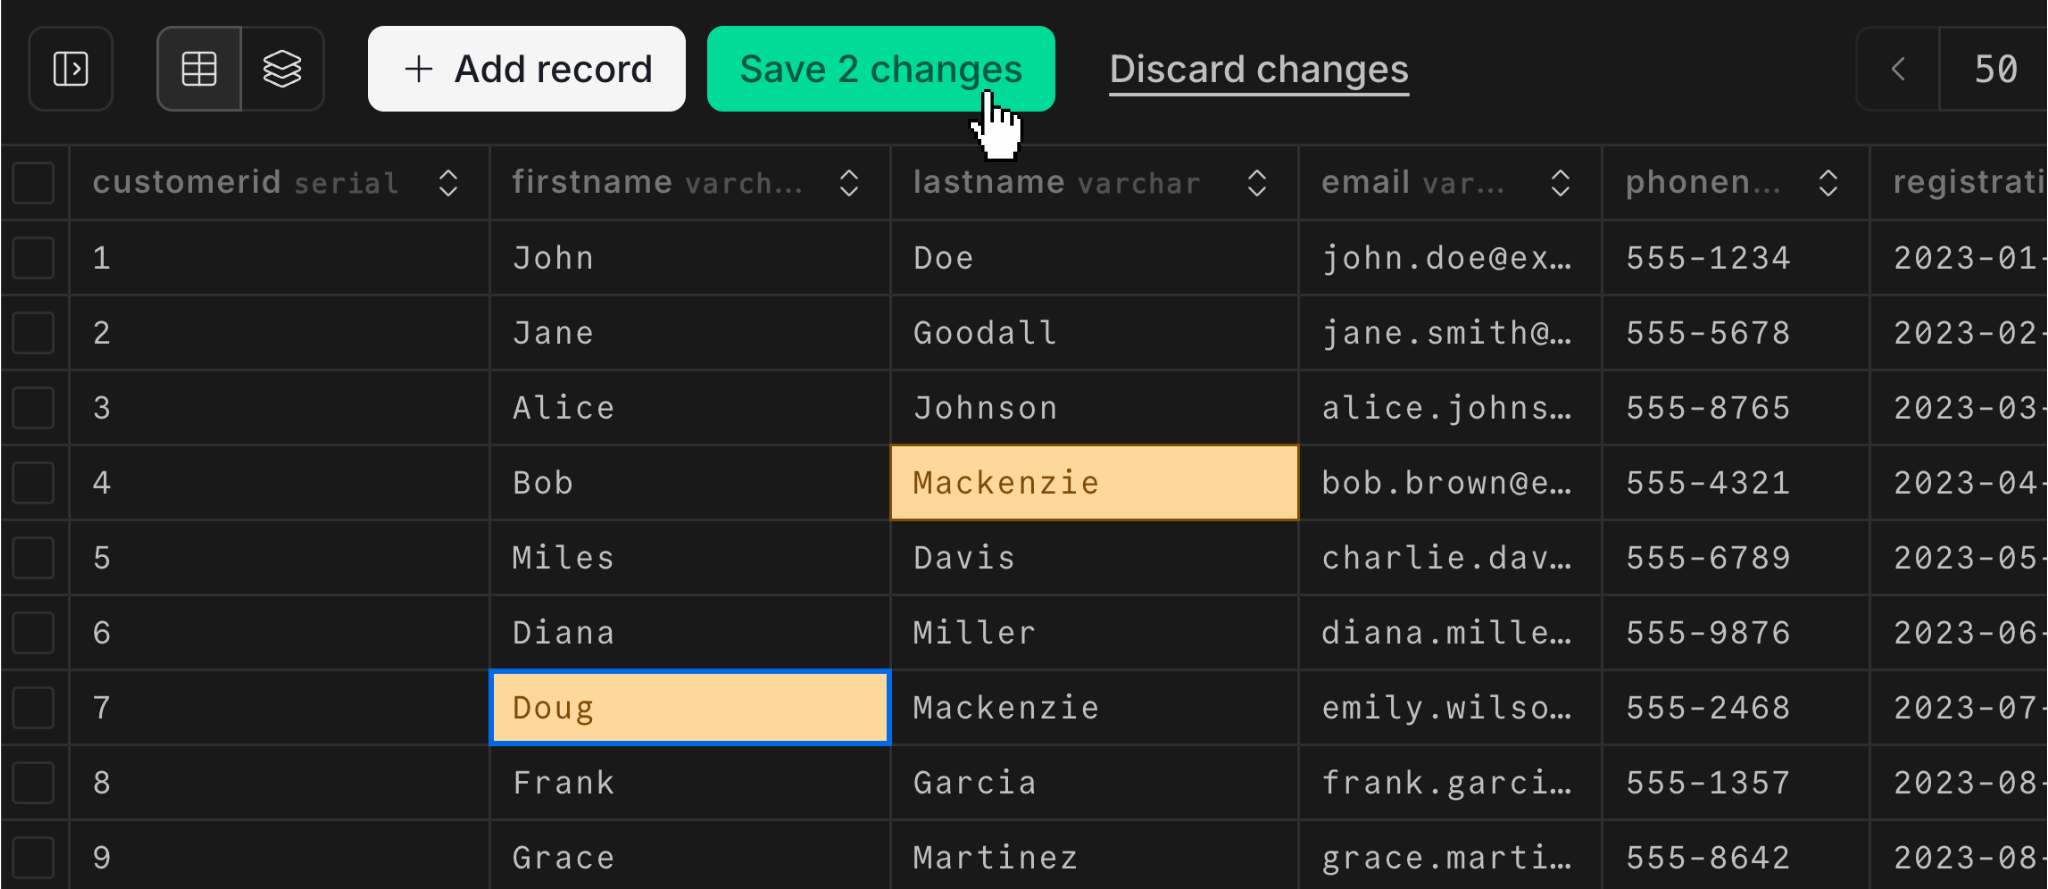 Add record Save 2 changes Discard changes 50
customerid serial firstname varch... lastname varchar email var... phonen... registrati
1 John Doe john.doe@ex… 555-1234 2023-01-
2 Jane Goodall jane.smith@… 555-5678 2023-02-
3 Alice Johnson alice.johns… 555-8765 2023-03-
4 Bob Mackenzie bob.brown@e… 555-4321 2023-04-
5 Miles Davis charlie.dav… 555-6789 2023-05-
6 Diana Miller diana.mille… 555-9876 2023-06-
7 Doug Mackenzie emily.wilso… 555-2468 2023-07-
8 Frank Garcia frank.garci… 555-1357 2023-08-
9 Grace Martinez grace.marti… 555-8642 2023-08-